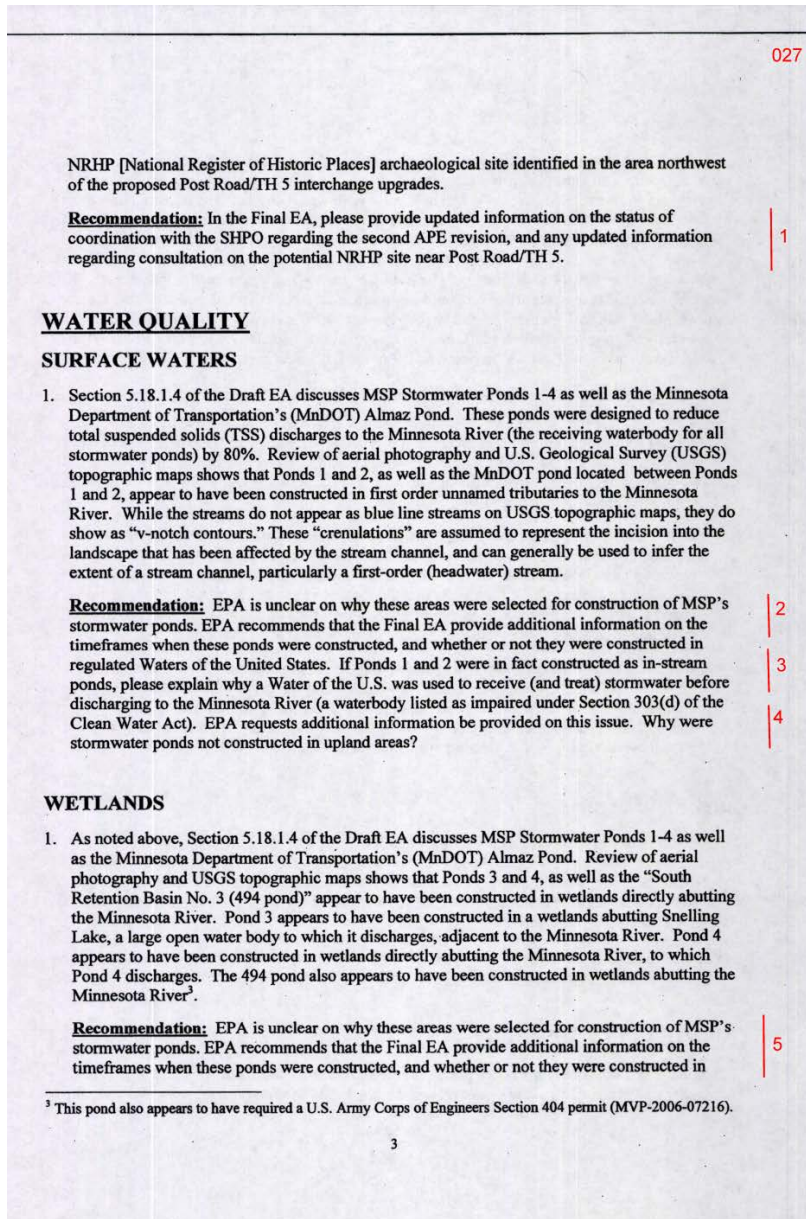 027
NRHP [National Register of Historic Places] archaeological site identified in the area northwest
of the proposed Post Road/TH 5 interchange upgrades.
Recommendation: In the Final EA, please provide updated information on the status of
coordination with the SHPO regarding the second APE revision, and any updated information
regarding consultation on the potential NRHP site near Post Road/TH 5.
1
WATER QUALITY
SURFACE WATERS
1. Section 5.18.1.4 of the Draft EA discusses MSP Stormwater Ponds 1-4 as well as the Minnesota
Department of Transportation's (MnDOT) Almaz Pond. These ponds were designed to reduce
total suspended solids (TSS) discharges to the Minnesota River (the receiving waterbody for all
stormwater ponds) by 80%. Review of aerial photography and U.S. Geological Survey (USGS)
topographic maps shows that Ponds 1 and 2, as well as the MnDOT pond located between Ponds
1 and 2, appear to have been constructed in first order unnamed tributaries to the Minnesota
River. While the streams do not appear as blue line streams on USGS topographic maps, they do
show as "v-notch contours." These "crenulations" are assumed to represent the incision into the
landscape that has been affected by the stream channel, and can generally be used to infer the
extent of a stream channel, particularly a first-order (headwater) stream.
Recommendation: EPA is unclear on why these areas were selected for construction of MSP's
stormwater ponds. EPA recommends that the Final EA provide additional information on the
timeframes when these ponds were constructed, and whether or not they were constructed in
regulated Waters of the United States. If Ponds 1 and 2 were in fact constructed as in-stream
ponds, please explain why a Water of the U.S. was used to receive (and treat) stormwater before
discharging to the Minnesota River (a waterbody listed as impaired under Section 303(d) of the
Clean Water Act). EPA requests additional information be provided on this issue. Why were
stormwater ponds not constructed in upland areas?
2
3
4
WETLANDS
1. As noted above, Section 5.18.1.4 of the Draft EA discusses MSP Stormwater Ponds 1-4 as well
as the Minnesota Department of Transportation's (MnDOT) Almaz Pond. Review of aerial
photography and USGS topographic maps shows that Ponds 3 and 4, as well as the "South
Retention Basin No. 3 (494 pond)" appear to have been constructed in wetlands directly abutting
the Minnesota River. Pond 3 appears to have been constructed in a wetlands abutting Snelling
Lake, a large open water body to which it discharges, adjacent to the Minnesota River. Pond 4
appears to have been constructed in wetlands directly abutting the Minnesota River, to which
Pond 4 discharges. The 494 pond also appears to have been constructed in wetlands abutting the
Minnesota River³.
Recommendation: EPA is unclear on why these areas were selected for construction of MSP's
stormwater ponds. EPA recommends that the Final EA provide additional information on the
timeframes when these ponds were constructed, and whether or not they were constructed in
5
³ This pond also appears to have required a U.S. Army Corps of Engineers Section 404 permit (MVP-2006-07216).
3